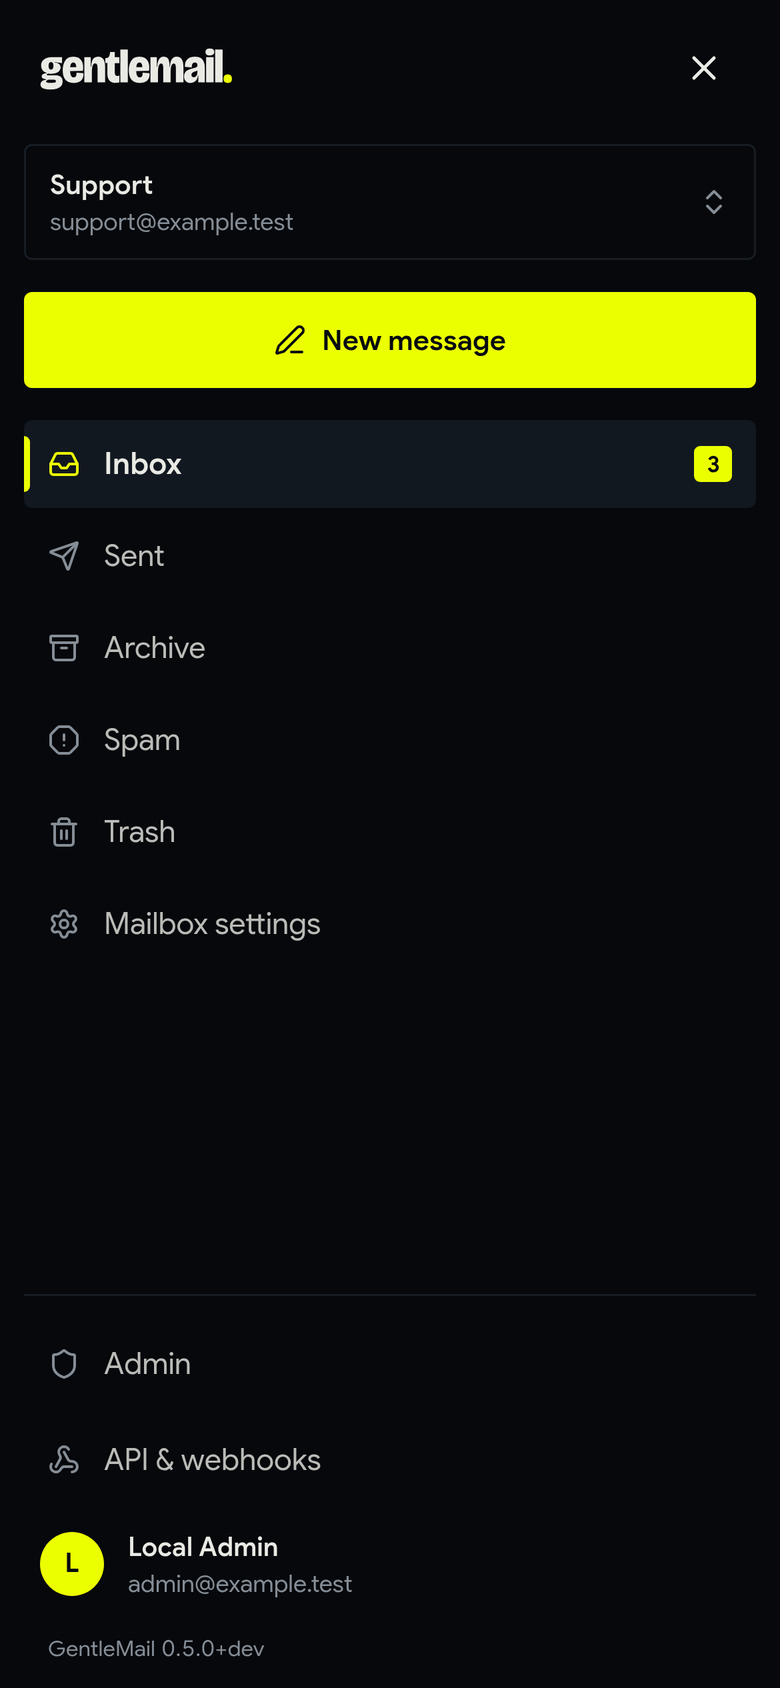 gentlemail.
Support
support@example.test
New message
Inbox
3
Sent
Archive
Spam
Trash
Mailbox settings
Admin
API & webhooks
L
Local Admin
admin@example.test
GentleMail 0.5.0+dev